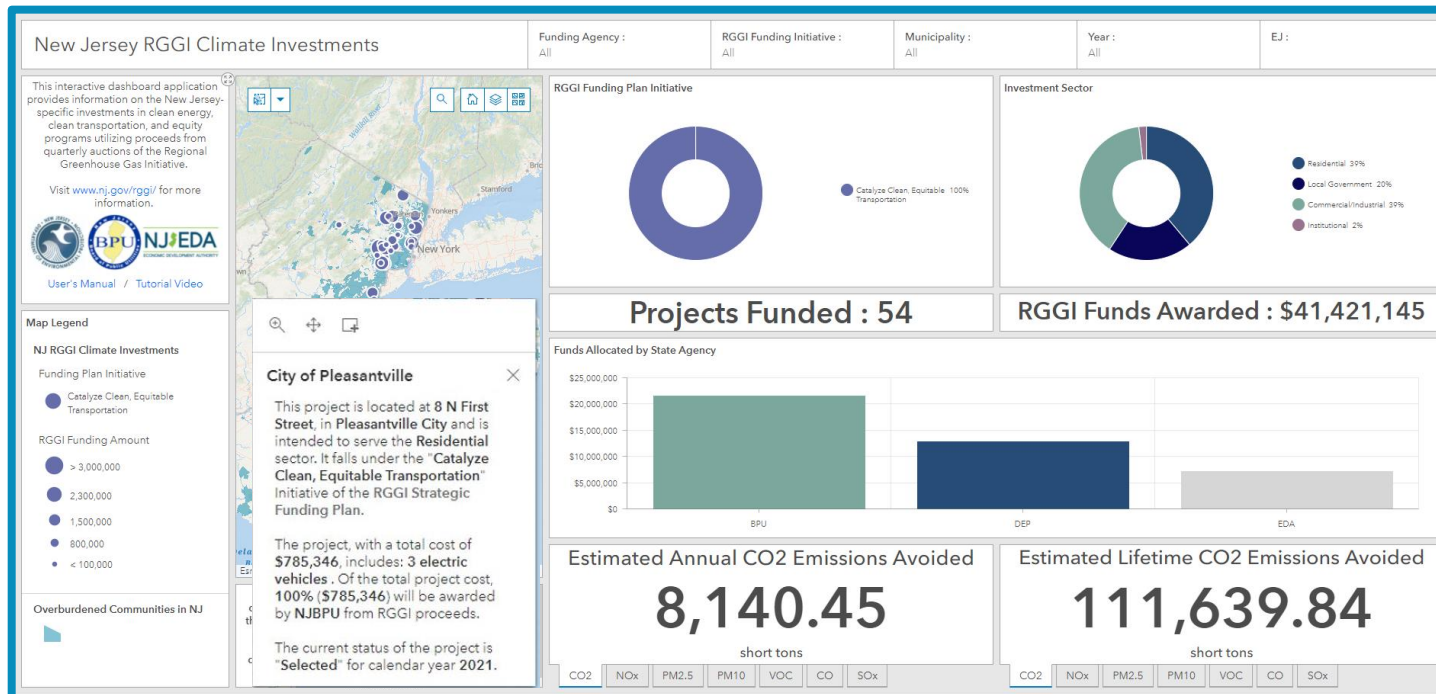 New Jersey RGGI Climate Investments
Funding Agency :
All
RGGI Funding Initiative :
All
Municipality :
All
Year :
All
EJ :
This interactive dashboard application
provides information on the New Jersey-
specific investments in clean energy,
clean transportation, and equity
programs utilizing proceeds from
quarterly auctions of the Regional
Greenhouse Gas Initiative.
Visit www.nj.gov/rggi/ for more
information.
BPU
NJEDA
ECONOMIC DEVELOPMENT AUTHORITY
User's Manual / Tutorial Video
Map Legend
NJ RGGI Climate Investments
Funding Plan Initiative
Catalyze Clean, Equitable
Transportation
RGGI Funding Amount
> 3,000,000
2,300,000
1,500,000
800,000
< 100,000
Overburdened Communities in NJ
Wallkill River
Stamford
Yonkers
New York
City of Pleasantville
This project is located at 8 N First
Street, in Pleasantville City and is
intended to serve the Residential
sector. It falls under the "Catalyze
Clean, Equitable Transportation"
Initiative of the RGGI Strategic
Funding Plan.
The project, with a total cost of
$785,346, includes: 3 electric
vehicles . Of the total project cost,
100% ($785,346) will be awarded
by NJBPU from RGGI proceeds.
The current status of the project is
"Selected" for calendar year 2021.
RGGI Funding Plan Initiative
Catalyze Clean, Equitable 100%
Transportation
Investment Sector
Residential 39%
Local Government 20%
Commercial/Industrial 39%
Institutional 2%
Projects Funded : 54
RGGI Funds Awarded : $41,421,145
Funds Allocated by State Agency
$25,000,000
$20,000,000
$15,000,000
$10,000,000
$5,000,000
$0
BPU
DEP
EDA
Estimated Annual CO2 Emissions Avoided
8,140.45
short tons
CO2 NOx PM2.5 PM10 VOC CO SOx
Estimated Lifetime CO2 Emissions Avoided
111,639.84
short tons
CO2 NOx PM2.5 PM10 VOC CO SOx